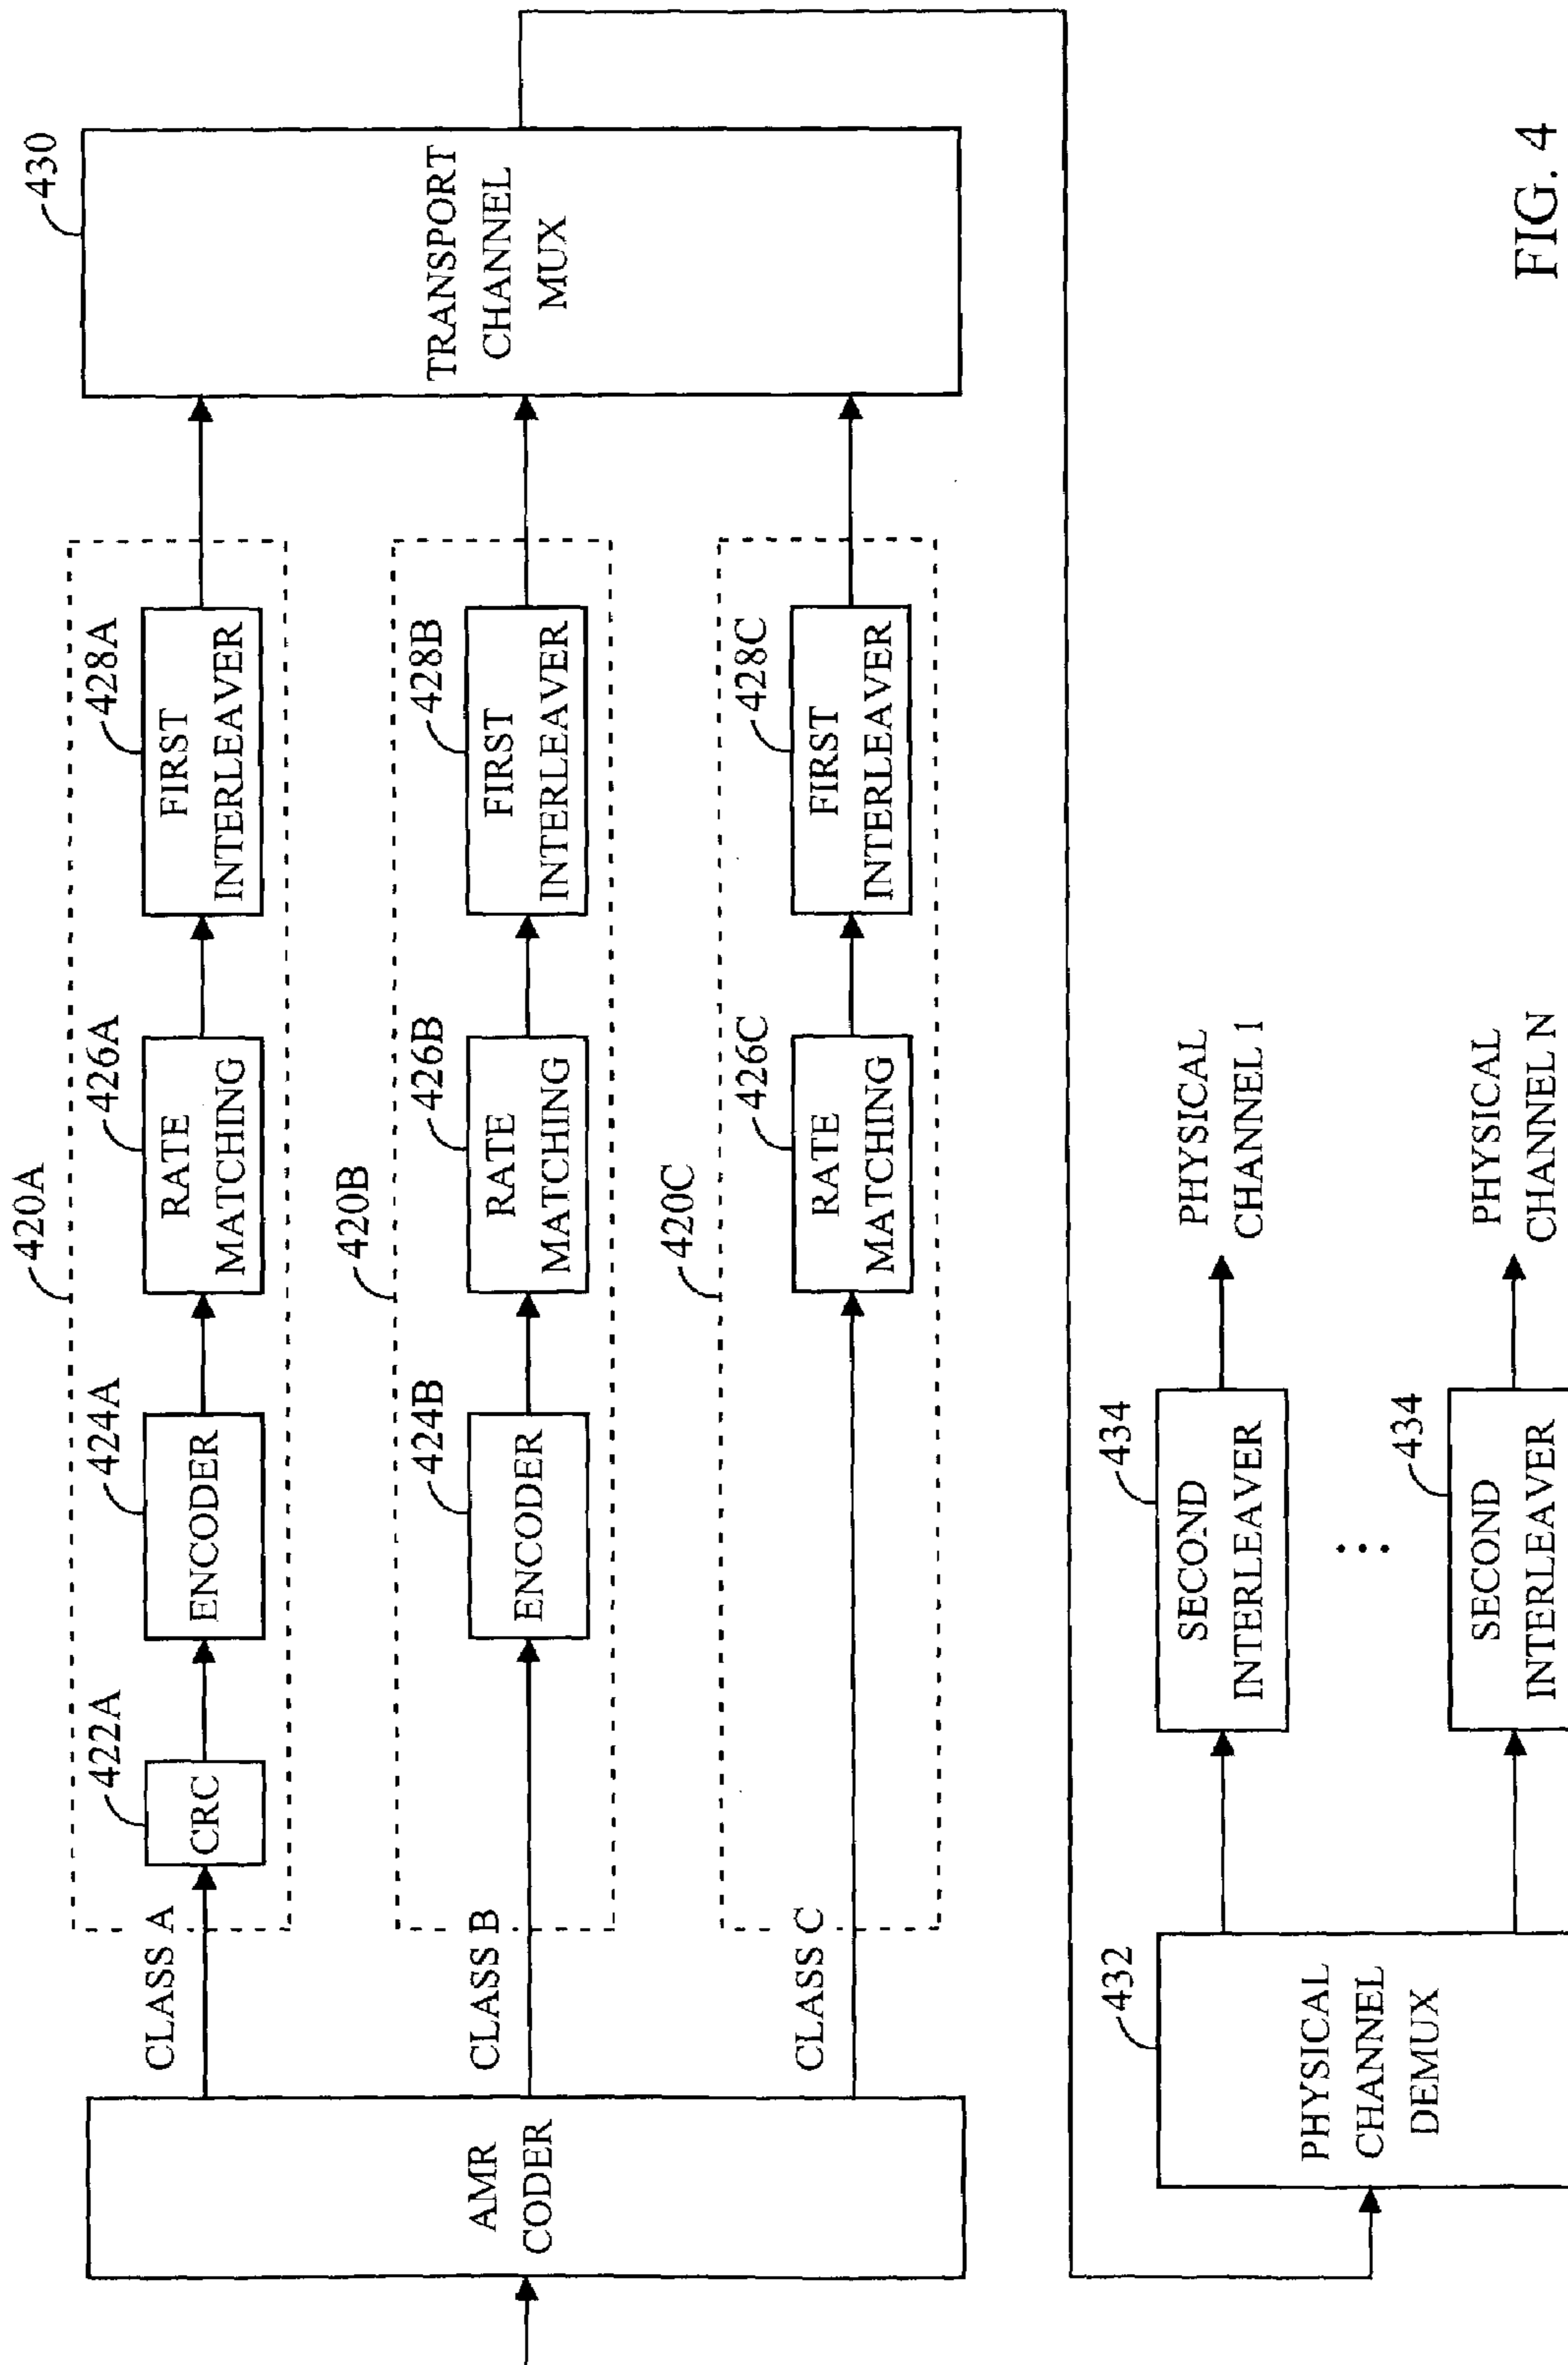 AMR
CODER
CLASS A
CLASS B
CLASS C
420A
422A
CRC
424A
ENCODER
426A
RATE
MATCHING
428A
FIRST
INTERLEAVER
420B
424B
ENCODER
426B
RATE
MATCHING
428B
FIRST
INTERLEAVER
420C
426C
RATE
MATCHING
428C
FIRST
INTERLEAVER
430
TRANSPORT
CHANNEL
MUX
432
PHYSICAL
CHANNEL
DEMUX
434
SECOND
INTERLEAVER
PHYSICAL
CHANNEL 1
434
SECOND
INTERLEAVER
PHYSICAL
CHANNEL N
FIG. 4